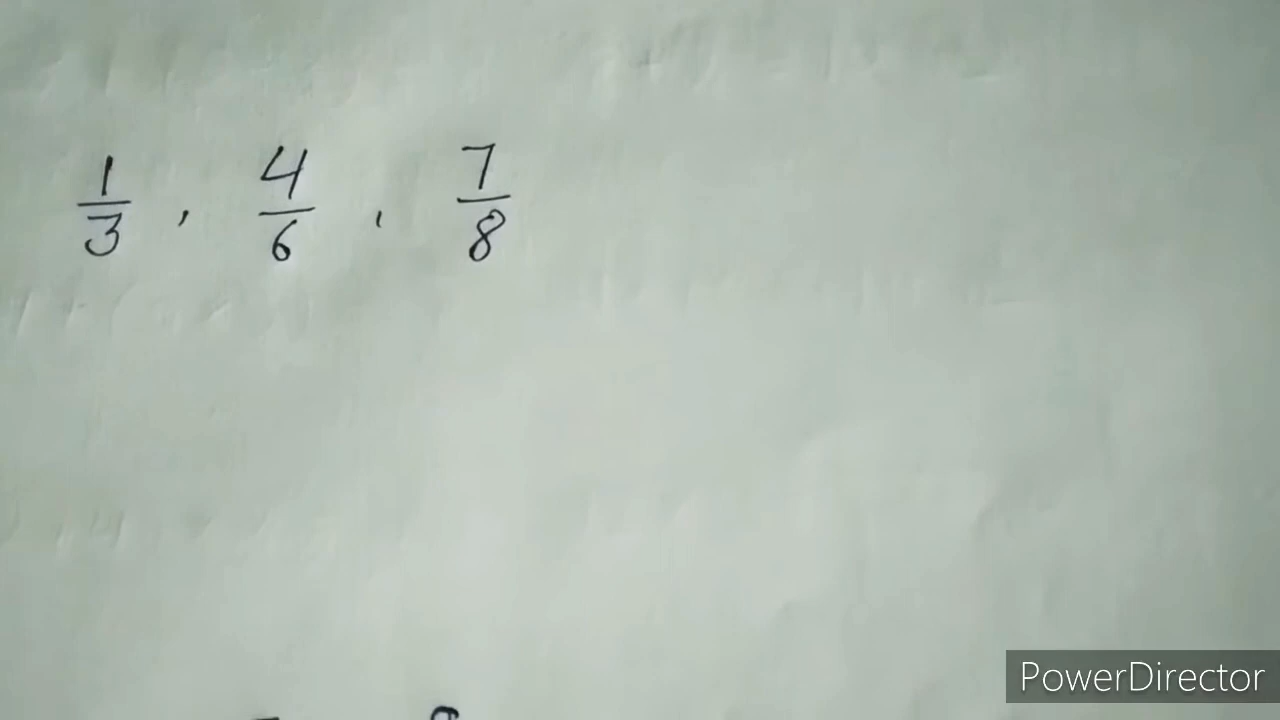 1/3 , 4/6 , 7/8
PowerDirector